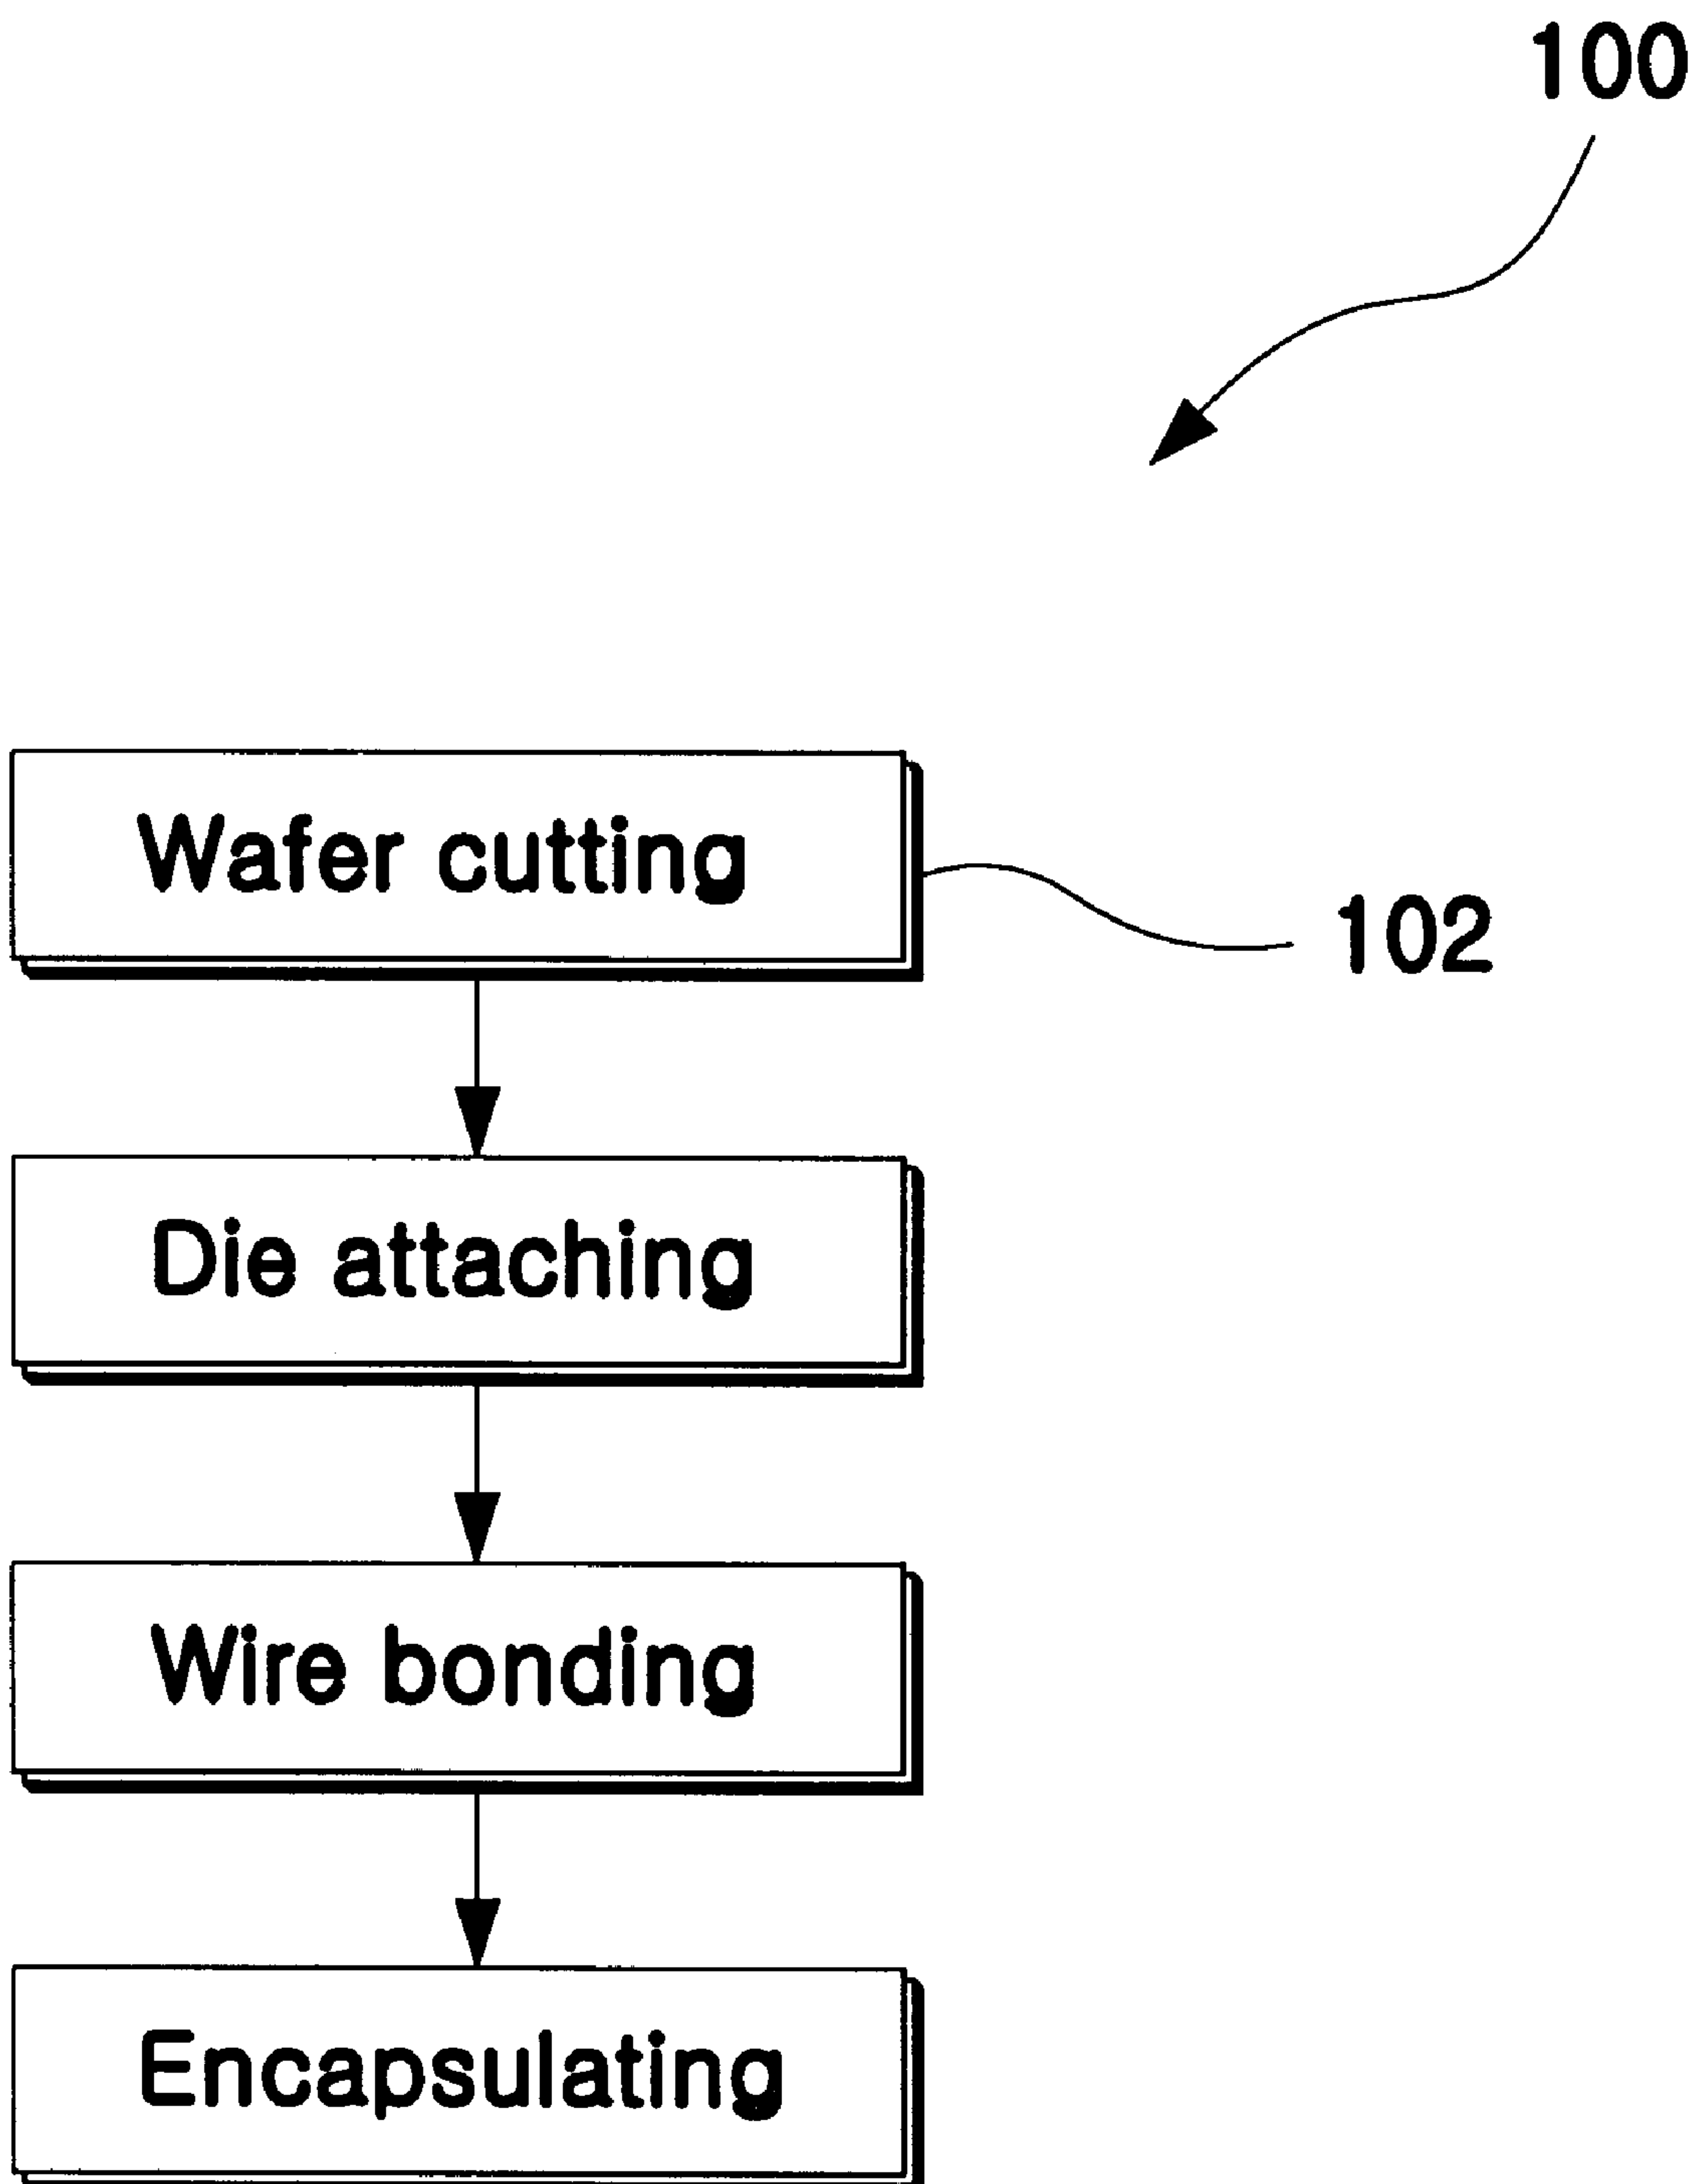 100
Wafer cutting
102
Die attaching
Wire bonding
Encapsulating